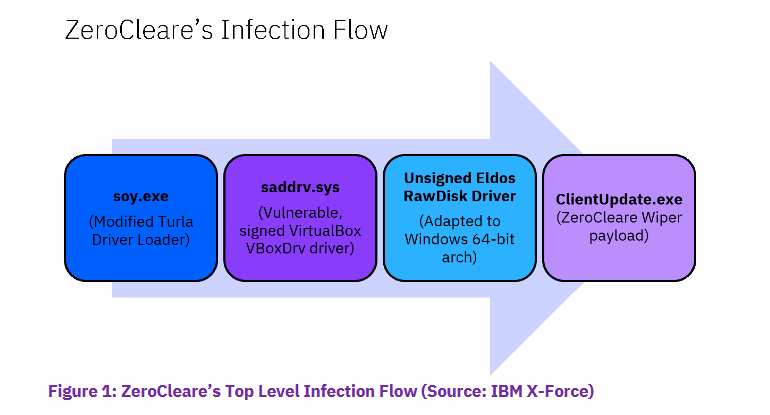 ZeroCleare's Infection Flow
soy.exe
(Modified Turla
Driver Loader)
saddrv.sys
(Vulnerable,
signed VirtualBox
VBoxDrv driver)
Unsigned Eldos
RawDisk Driver
(Adapted to
Windows 64-bit
arch)
ClientUpdate.exe
(ZeroCleare Wiper
payload)
Figure 1: ZeroCleare's Top Level Infection Flow (Source: IBM X-Force)